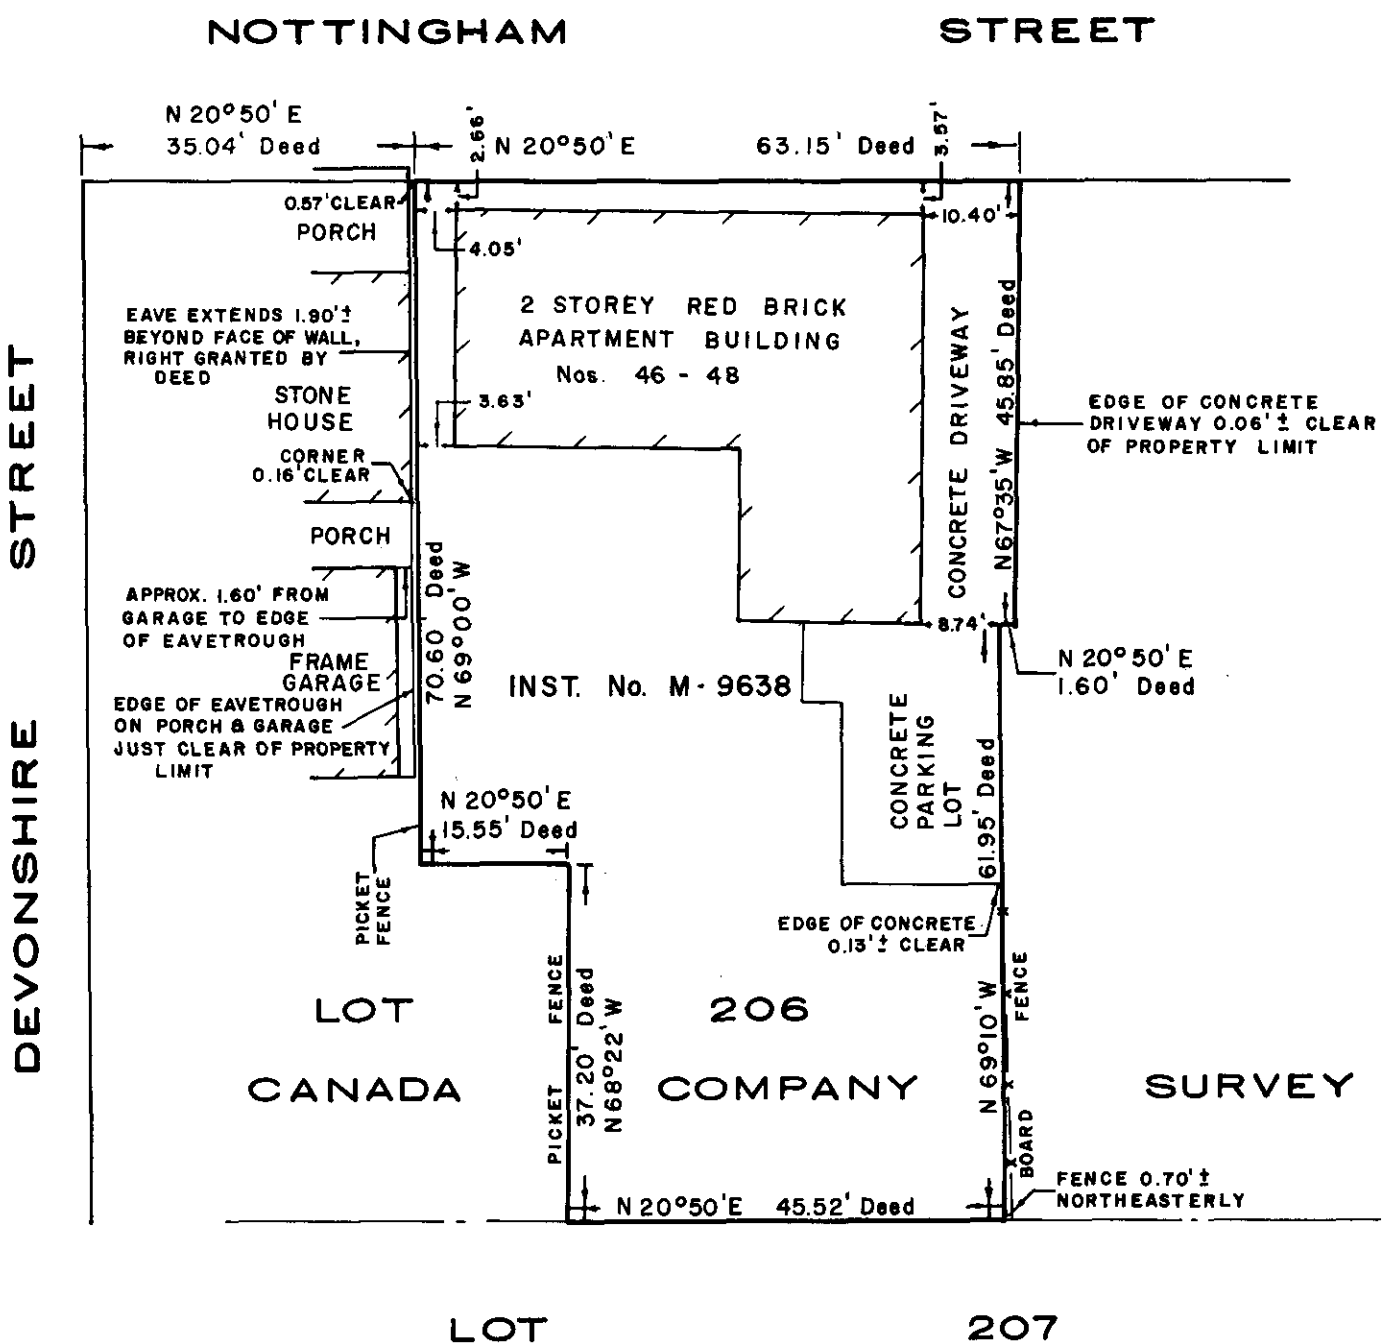 NOTTINGHAM STREET
N 20°50' E
35.04' Deed
2.66'
N 20°50' E 63.15' Deed
3.57'
0.57' CLEAR
PORCH
4.05'
10.40'
EAVE EXTENDS 1.90'±
BEYOND FACE OF WALL,
RIGHT GRANTED BY
DEED
STONE
HOUSE
2 STOREY RED BRICK
APARTMENT BUILDING
Nos. 46 - 48
3.63'
CORNER
0.16' CLEAR
PORCH
CONCRETE DRIVEWAY
N 67°35' W 45.85' Deed
EDGE OF CONCRETE
DRIVEWAY 0.06'± CLEAR
OF PROPERTY LIMIT
DEVONSHIRE STREET
APPROX. 1.60' FROM
GARAGE TO EDGE
OF EAVETROUGH
FRAME
GARAGE
EDGE OF EAVETROUGH
ON PORCH & GARAGE
JUST CLEAR OF PROPERTY
LIMIT
70.60 Deed
N 69°00' W
8.74'
N 20°50' E
1.60' Deed
INST. No. M-9638
CONCRETE
PARKING
LOT
61.95' Deed
N 69°10' W
N 20°50' E
15.55' Deed
PICKET
FENCE
EDGE OF CONCRETE
0.13'± CLEAR
PICKET FENCE
37.20' Deed
N 68°22' W
BOARD FENCE
LOT 206
CANADA COMPANY SURVEY
FENCE 0.70'±
NORTHEASTERLY
N 20°50' E 45.52' Deed
LOT 207